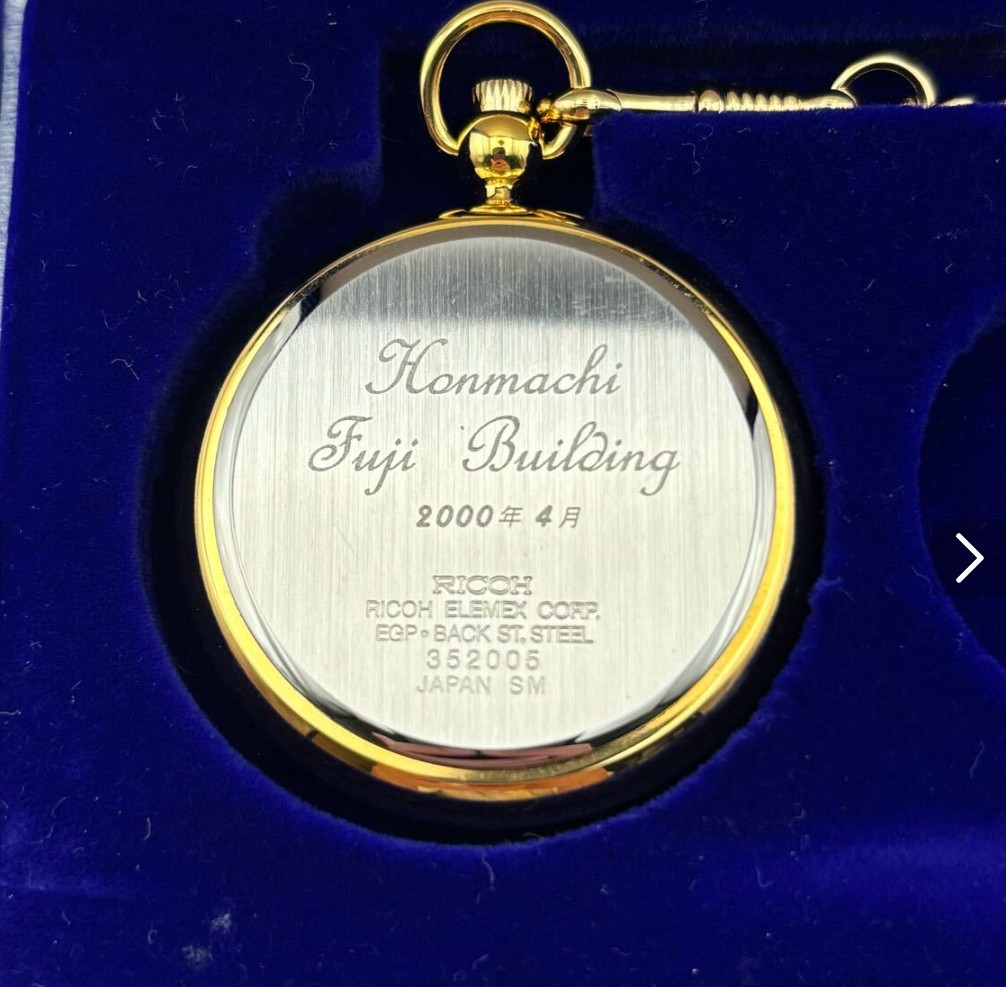 Honmachi
Fuji Building
2000年4月
RICOH
RICOH ELEMEX CORP.
EGP • BACK ST. STEEL
352005
JAPAN SM